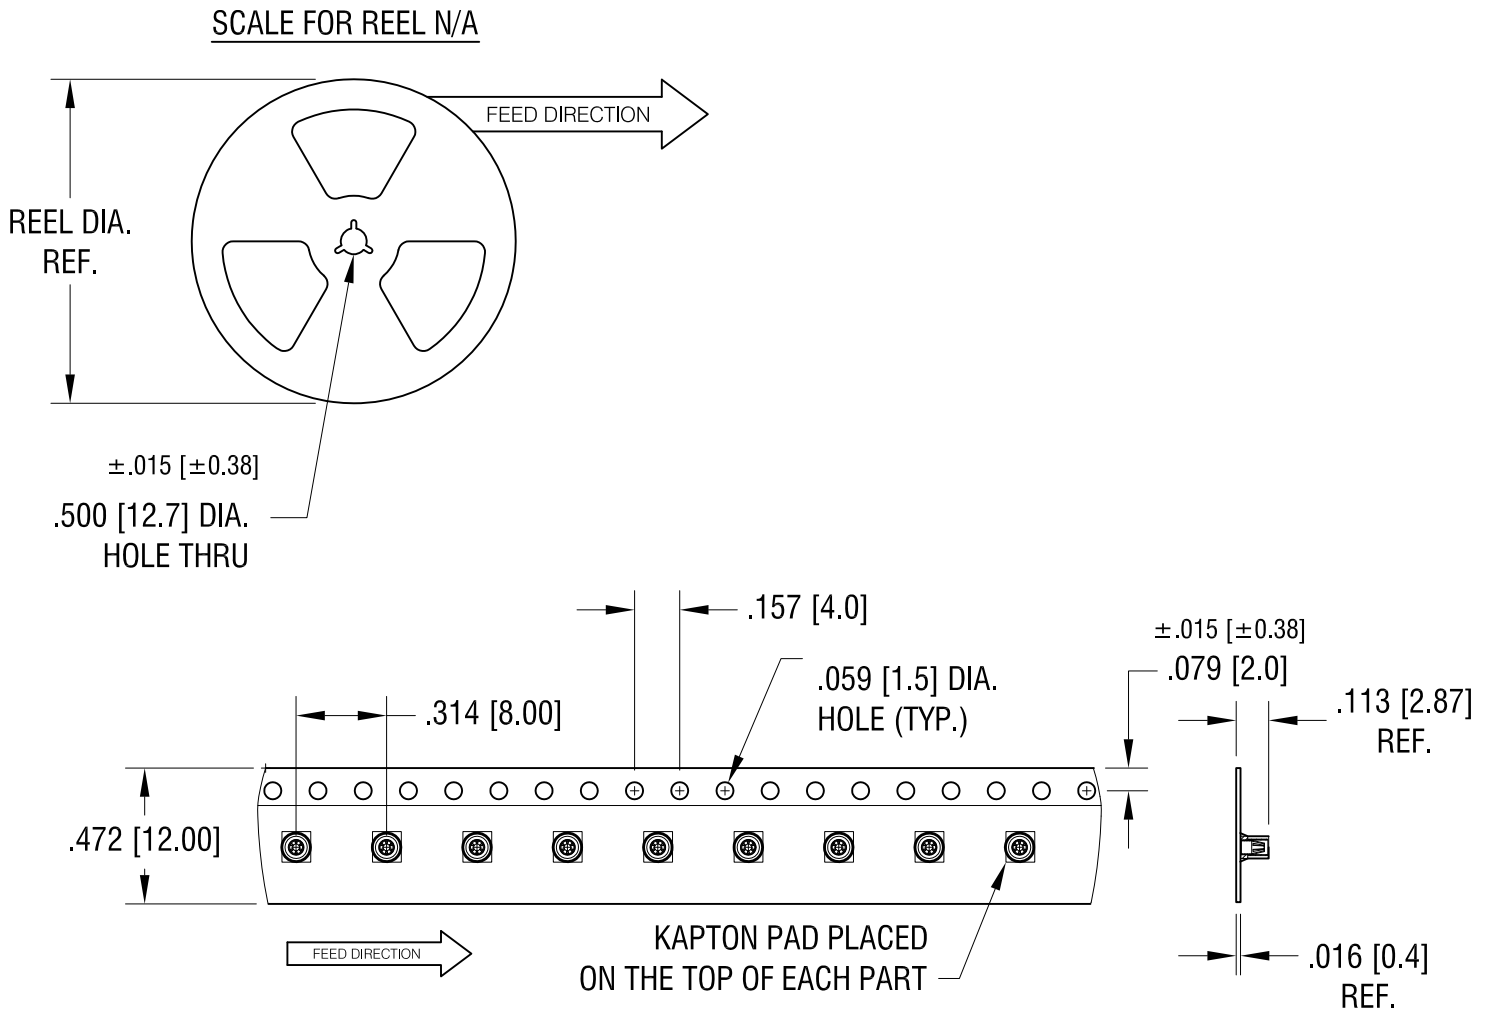 SCALE FOR REEL N/A
FEED DIRECTION
REEL DIA.
REF.
±.015 [±0.38]
.500 [12.7] DIA.
HOLE THRU
.157 [4.0]
.059 [1.5] DIA.
HOLE (TYP.)
±.015 [±0.38]
.079 [2.0]
.113 [2.87]
REF.
.314 [8.00]
.472 [12.00]
KAPTON PAD PLACED
ON THE TOP OF EACH PART
FEED DIRECTION
.016 [0.4]
REF.